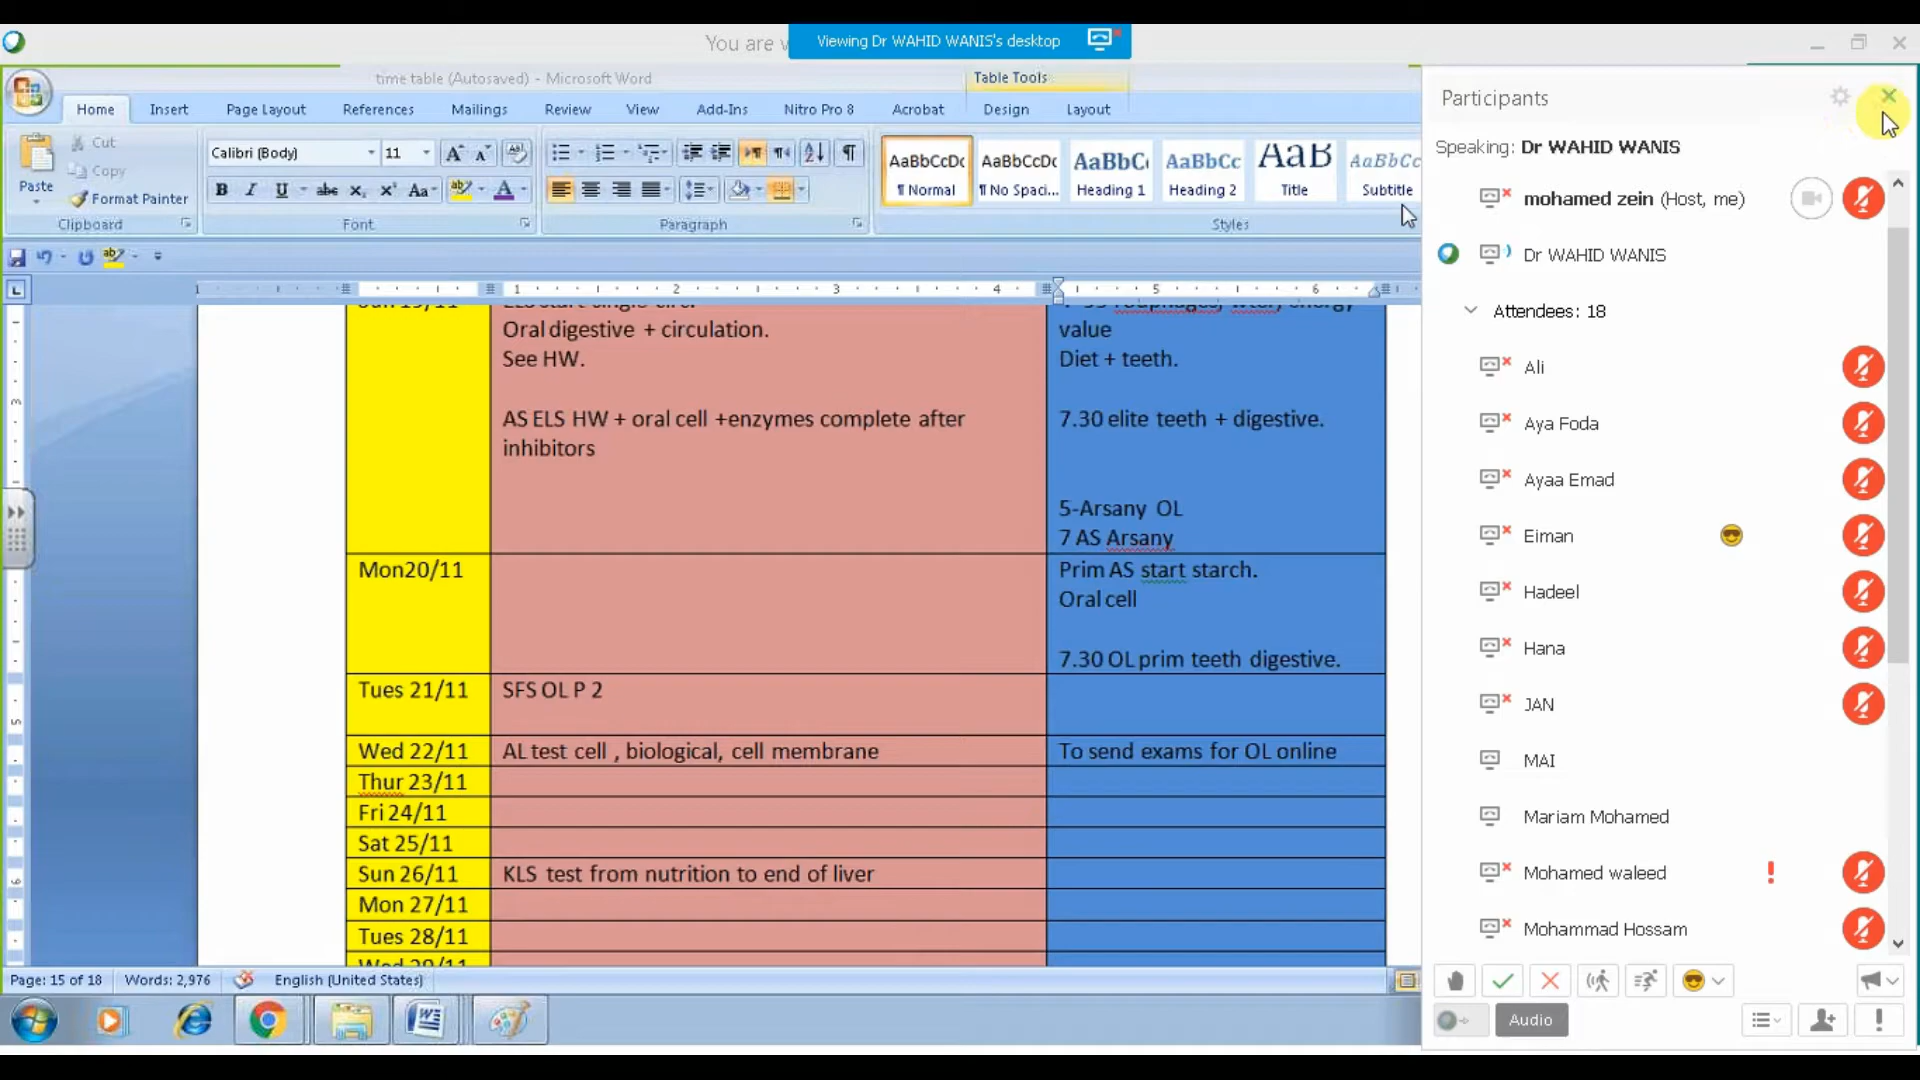 You are v
Viewing Dr WAHID WANIS's desktop
time table (Autosaved) - Microsoft Word
Table Tools
Home Insert Page Layout References Mailings Review View Add-Ins Nitro Pro 8 Acrobat Design Layout
Paste
Cut
Copy
Format Painter
Clipboard
Calibri (Body) 11
Font
Paragraph
AaBbCcDc AaBbCcDc AaBbC AaBbCc AaB AaBbCc
¶ Normal ¶ No Spaci... Heading 1 Heading 2 Title Subtitle
Styles
1 1 2 3 4 5 6
Oral digestive + circulation.
See HW.
AS ELS HW + oral cell +enzymes complete after
inhibitors
value
Diet + teeth.
7.30 elite teeth + digestive.
5-Arsany OL
7 AS Arsany
Mon20/11
Prim AS start starch.
Oral cell
7.30 OL prim teeth digestive.
Tues 21/11 SFS OL P 2
Wed 22/11 AL test cell , biological, cell membrane To send exams for OL online
Thur 23/11
Fri 24/11
Sat 25/11
Sun 26/11 KLS test from nutrition to end of liver
Mon 27/11
Tues 28/11
Page: 15 of 18 Words: 2,976 English (United States)
Participants
Speaking: Dr WAHID WANIS
mohamed zein (Host, me)
Dr WAHID WANIS
Attendees: 18
Ali
Aya Foda
Ayaa Emad
Eiman
Hadeel
Hana
JAN
MAI
Mariam Mohamed
Mohamed waleed
Mohammad Hossam
Audio